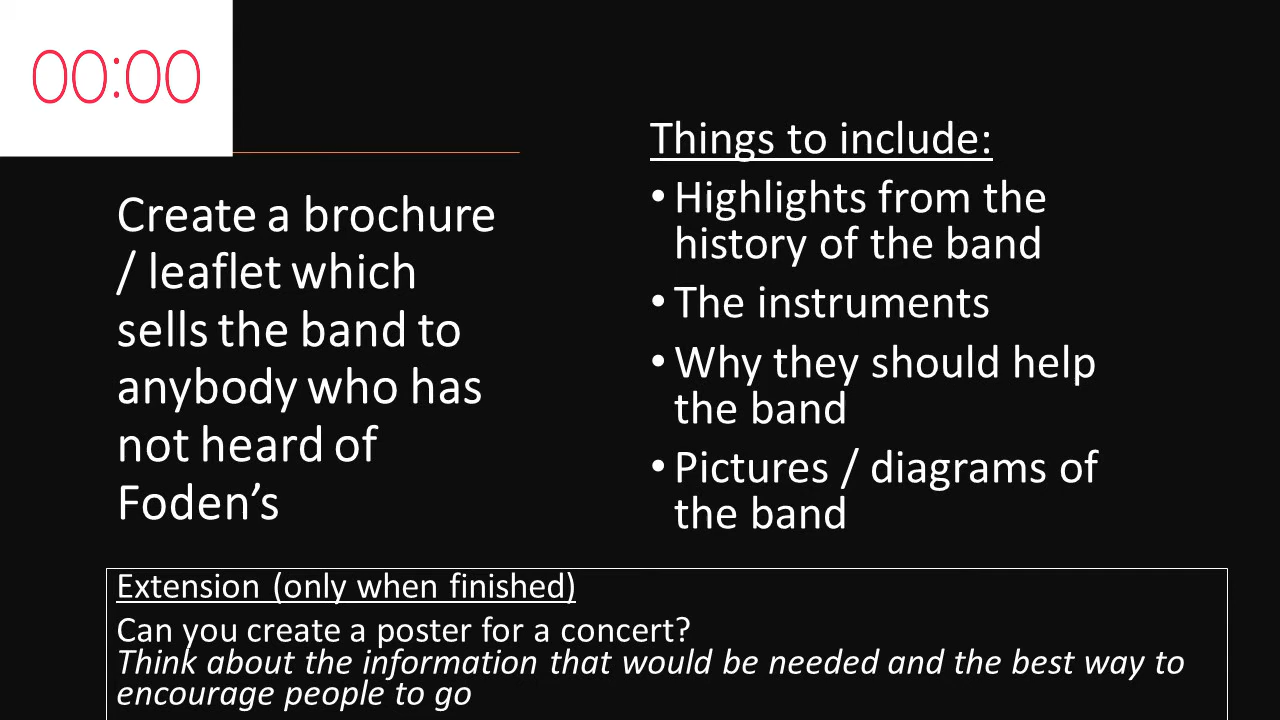 00:00
Create a brochure
/ leaflet which
sells the band to
anybody who has
not heard of
Foden’s
Things to include:
• Highlights from the
history of the band
• The instruments
• Why they should help
the band
• Pictures / diagrams of
the band
Extension (only when finished)
Can you create a poster for a concert?
Think about the information that would be needed and the best way to
encourage people to go